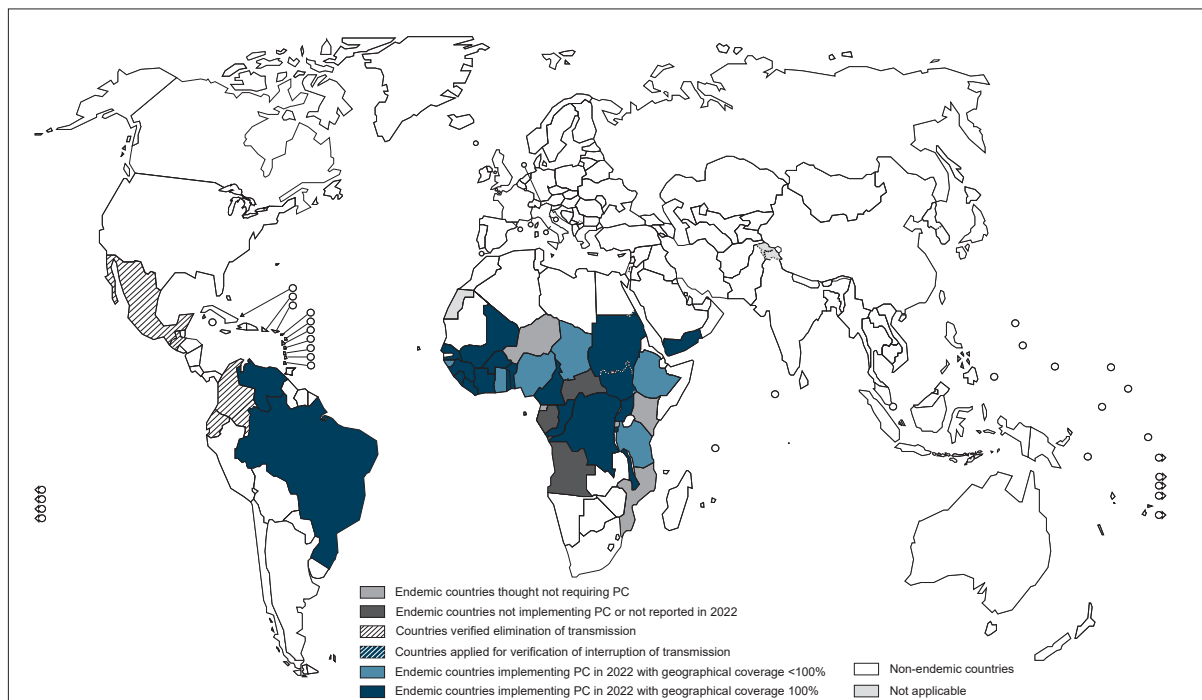 Endemic countries thought not requiring PC
Endemic countries not implementing PC or not reported in 2022
Countries verified elimination of transmission
Countries applied for verification of interruption of transmission
Endemic countries implementing PC in 2022 with geographical coverage <100%
Endemic countries implementing PC in 2022 with geographical coverage 100%
Non-endemic countries
Not applicable